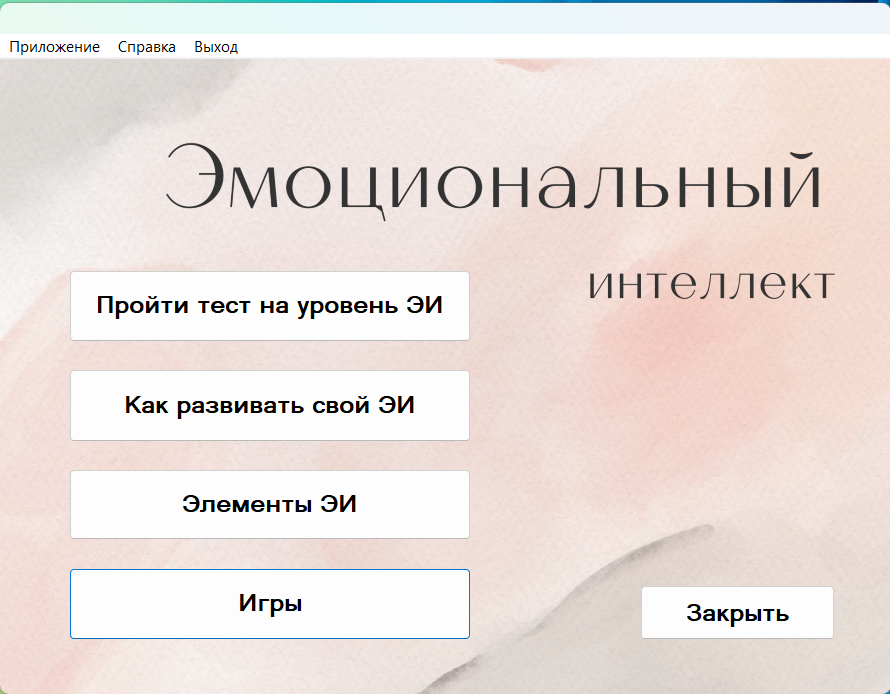 Приложение Справка Выход
Эмоциональный
интеллект
Пройти тест на уровень ЭИ
Как развивать свой ЭИ
Элементы ЭИ
Игры
Закрыть